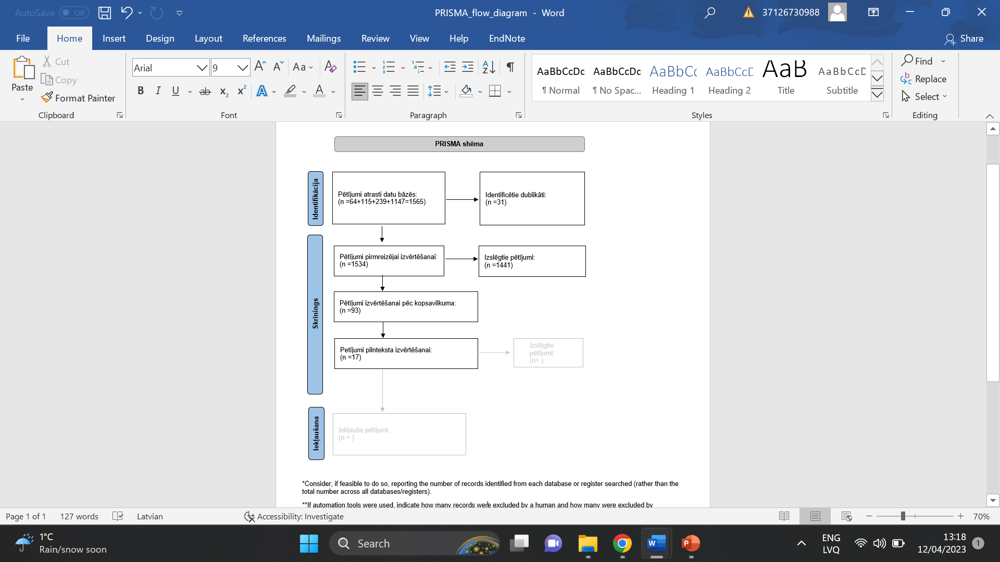 AutoSave Off
PRISMA_flow_diagram - Word
37126730988
File Home Insert Design Layout References Mailings Review View Help EndNote
Share
Paste
Cut
Copy
Format Painter
Clipboard
Arial
9
Font
Paragraph
AaBbCcDc AaBbCcDc AaBbCc AaBbCcD AaB AaBbCcD
¶ Normal ¶ No Spac... Heading 1 Heading 2 Title Subtitle
Styles
Find
Replace
Select
Editing
PRISMA shēma
Identifikācija
Pētījumi atrasti datu bāzēs:
(n =64+115+239+1147=1565)
Identificētie dublikāti:
(n =31)
Skrīnings
Pētījumi pirmreizējai izvērtēšanai:
(n =1534)
Izslēgtie pētījumi:
(n =1441)
Pētījumi izvērtēšanai pēc kopsavilkuma:
(n =93)
Petījumi pilnteksta izvērtēšanai:
(n =17)
Izslēgtie
pētījumi:
(n= )
Iekļaušana
Iekļautie pētījumi:
(n = )
*Consider, if feasible to do so, reporting the number of records identified from each database or register searched (rather than the
total number across all databases/registers).
**If automation tools were used, indicate how many records were excluded by a human and how many were excluded by
Page 1 of 1 127 words Latvian Accessibility: Investigate 70%
1°C
Rain/snow soon
Search
ENG
LVQ
13:18
12/04/2023
1